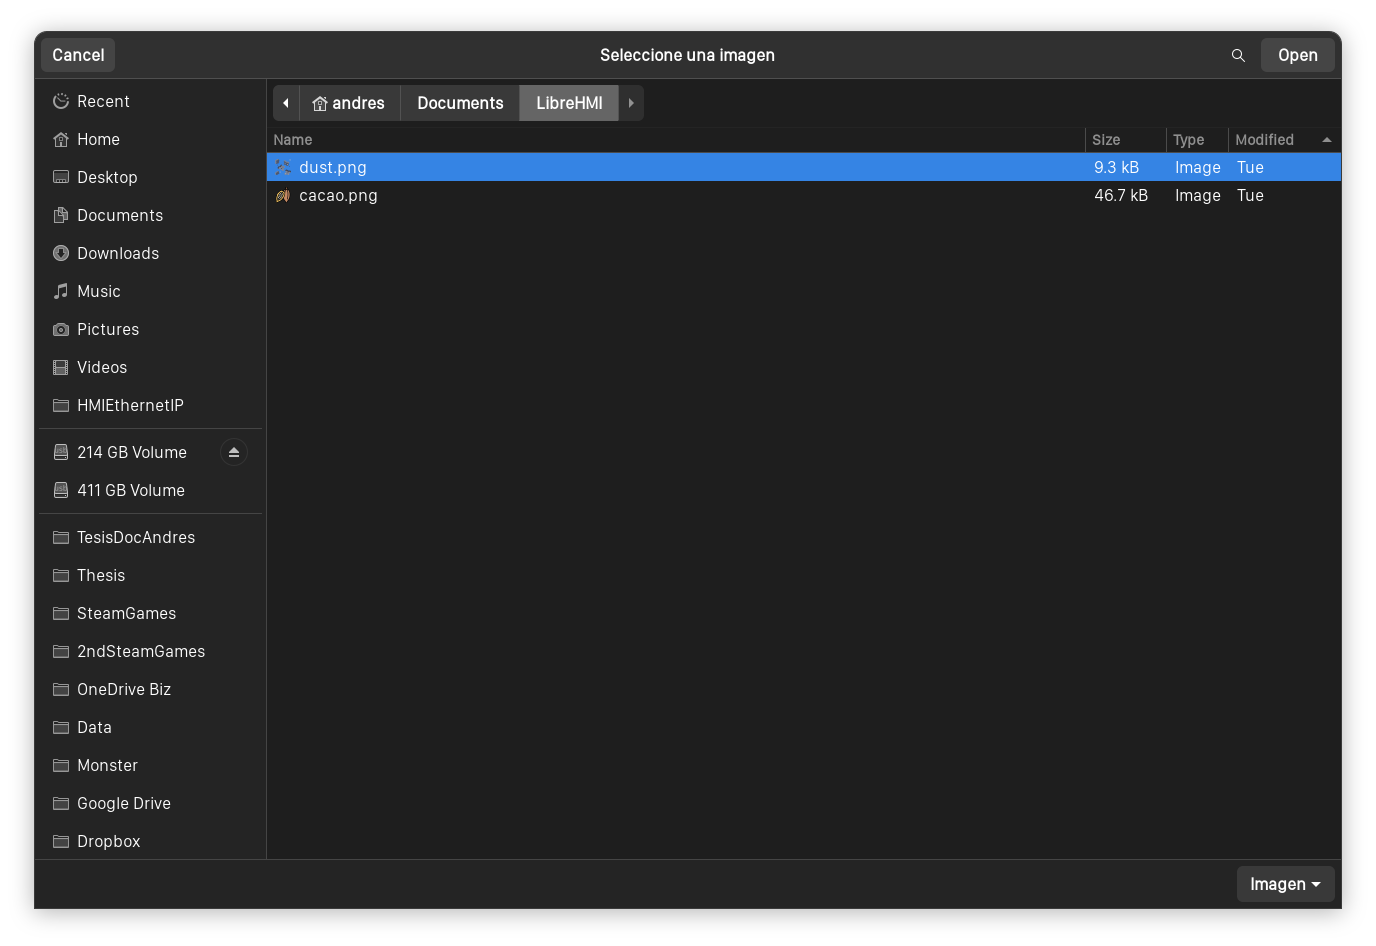 Cancel Seleccione una imagen Open
Recent
Home
Desktop
Documents
Downloads
Music
Pictures
Videos
HMIEthernetIP
214 GB Volume
411 GB Volume
TesisDocAndres
Thesis
SteamGames
2ndSteamGames
OneDrive Biz
Data
Monster
Google Drive
Dropbox
andres Documents LibreHMI
Name Size Type Modified
dust.png 9.3 kB Image Tue
cacao.png 46.7 kB Image Tue
Imagen